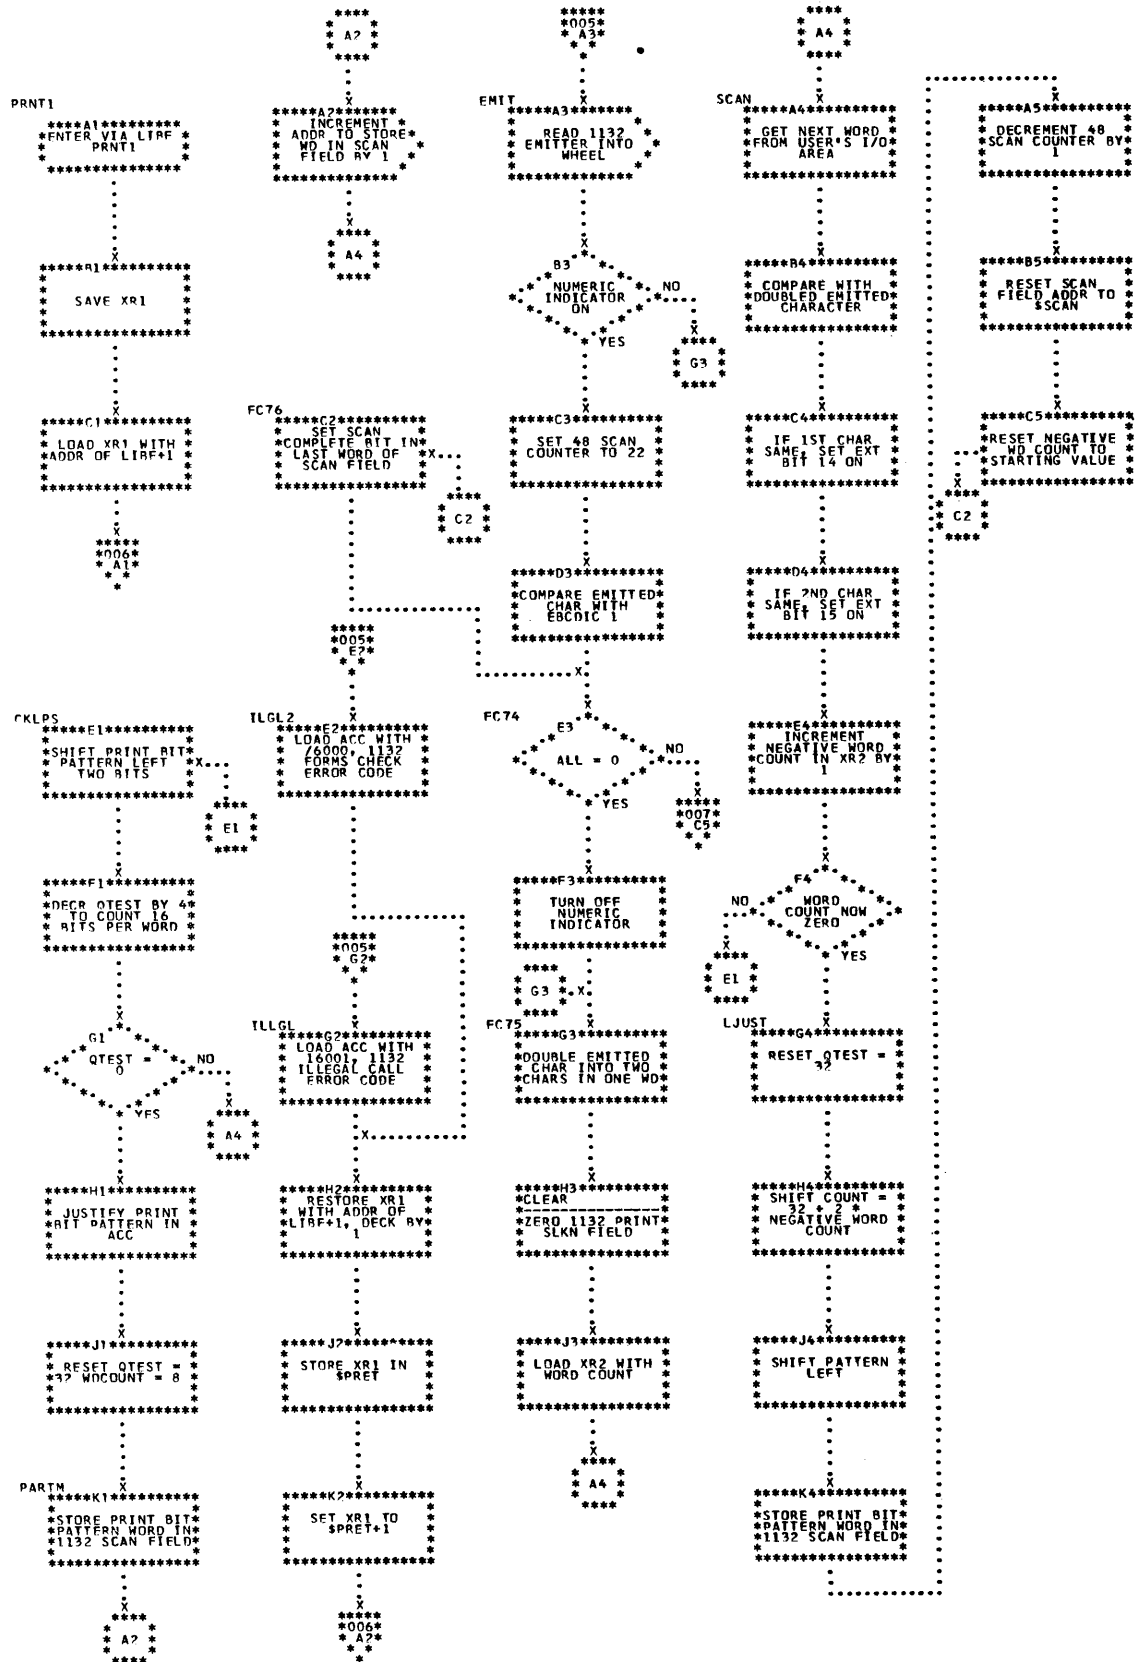 A2
005
A3
A4
PRNT1
A1
ENTER VIA LIBF
PRNT1
A2
INCREMENT
ADDR TO STORE
WD IN SCAN
FIELD BY 1
EMIT
A3
READ 1132
EMITTER INTO
WHEEL
SCAN
A4
GET NEXT WORD
FROM USER'S I/O
AREA
A5
DECREMENT 48
SCAN COUNTER BY
1
A4
B1
SAVE XR1
B3
NUMERIC
INDICATOR
ON
NO
YES
G3
B4
COMPARE WITH
DOUBLED EMITTED
CHARACTER
B5
RESET SCAN
FIELD ADDR TO
$SCAN
C1
LOAD XR1 WITH
ADDR OF LIBF+1
FC76
C2
SET SCAN
COMPLETE BIT IN
LAST WORD OF
SCAN FIELD
C2
C3
SET 48 SCAN
COUNTER TO 22
C4
IF 1ST CHAR
SAME, SET EXT
BIT 14 ON
C5
RESET NEGATIVE
WD COUNT TO
STARTING VALUE
C2
006
A1
D3
COMPARE EMITTED
CHAR WITH
EBCDIC 1
D4
IF 2ND CHAR
SAME, SET EXT
BIT 15 ON
005
E2
CKLPS
E1
SHIFT PRINT BIT
PATTERN LEFT
TWO BITS
E1
ILGL2
E2
LOAD ACC WITH
/6000, 1132
FORMS CHECK
ERROR CODE
FC74
E3
ALL = 0
NO
YES
007
C5
E4
INCREMENT
NEGATIVE WORD
COUNT IN XR2 BY
1
F1
DECR QTEST BY 4
TO COUNT 16
BITS PER WORD
F3
TURN OFF
NUMERIC
INDICATOR
F4
WORD
COUNT NOW
ZERO
NO
YES
E1
005
G2
G3
G1
QTEST =
0
NO
YES
A4
ILLGL
G2
LOAD ACC WITH
16001, 1132
ILLEGAL CALL
ERROR CODE
FC75
G3
DOUBLE EMITTED
CHAR INTO TWO
CHARS IN ONE WD
LJUST
G4
RESET QTEST =
32
H1
JUSTIFY PRINT
BIT PATTERN IN
ACC
H2
RESTORE XR1
WITH ADDR OF
LIBF+1, DECK BY
1
H3
CLEAR
---------------
ZERO 1132 PRINT
SLKN FIELD
H4
SHIFT COUNT =
32 + 2 *
NEGATIVE WORD
COUNT
J1
RESET QTEST =
32 WDCOUNT = 8
J2
STORE XR1 IN
$PRET
J3
LOAD XR2 WITH
WORD COUNT
J4
SHIFT PATTERN
LEFT
A4
PARTM
K1
STORE PRINT BIT
PATTERN WORD IN
1132 SCAN FIELD
K2
SET XR1 TO
$PRET+1
K4
STORE PRINT BIT
PATTERN WORD IN
1132 SCAN FIELD
A2
006
A2